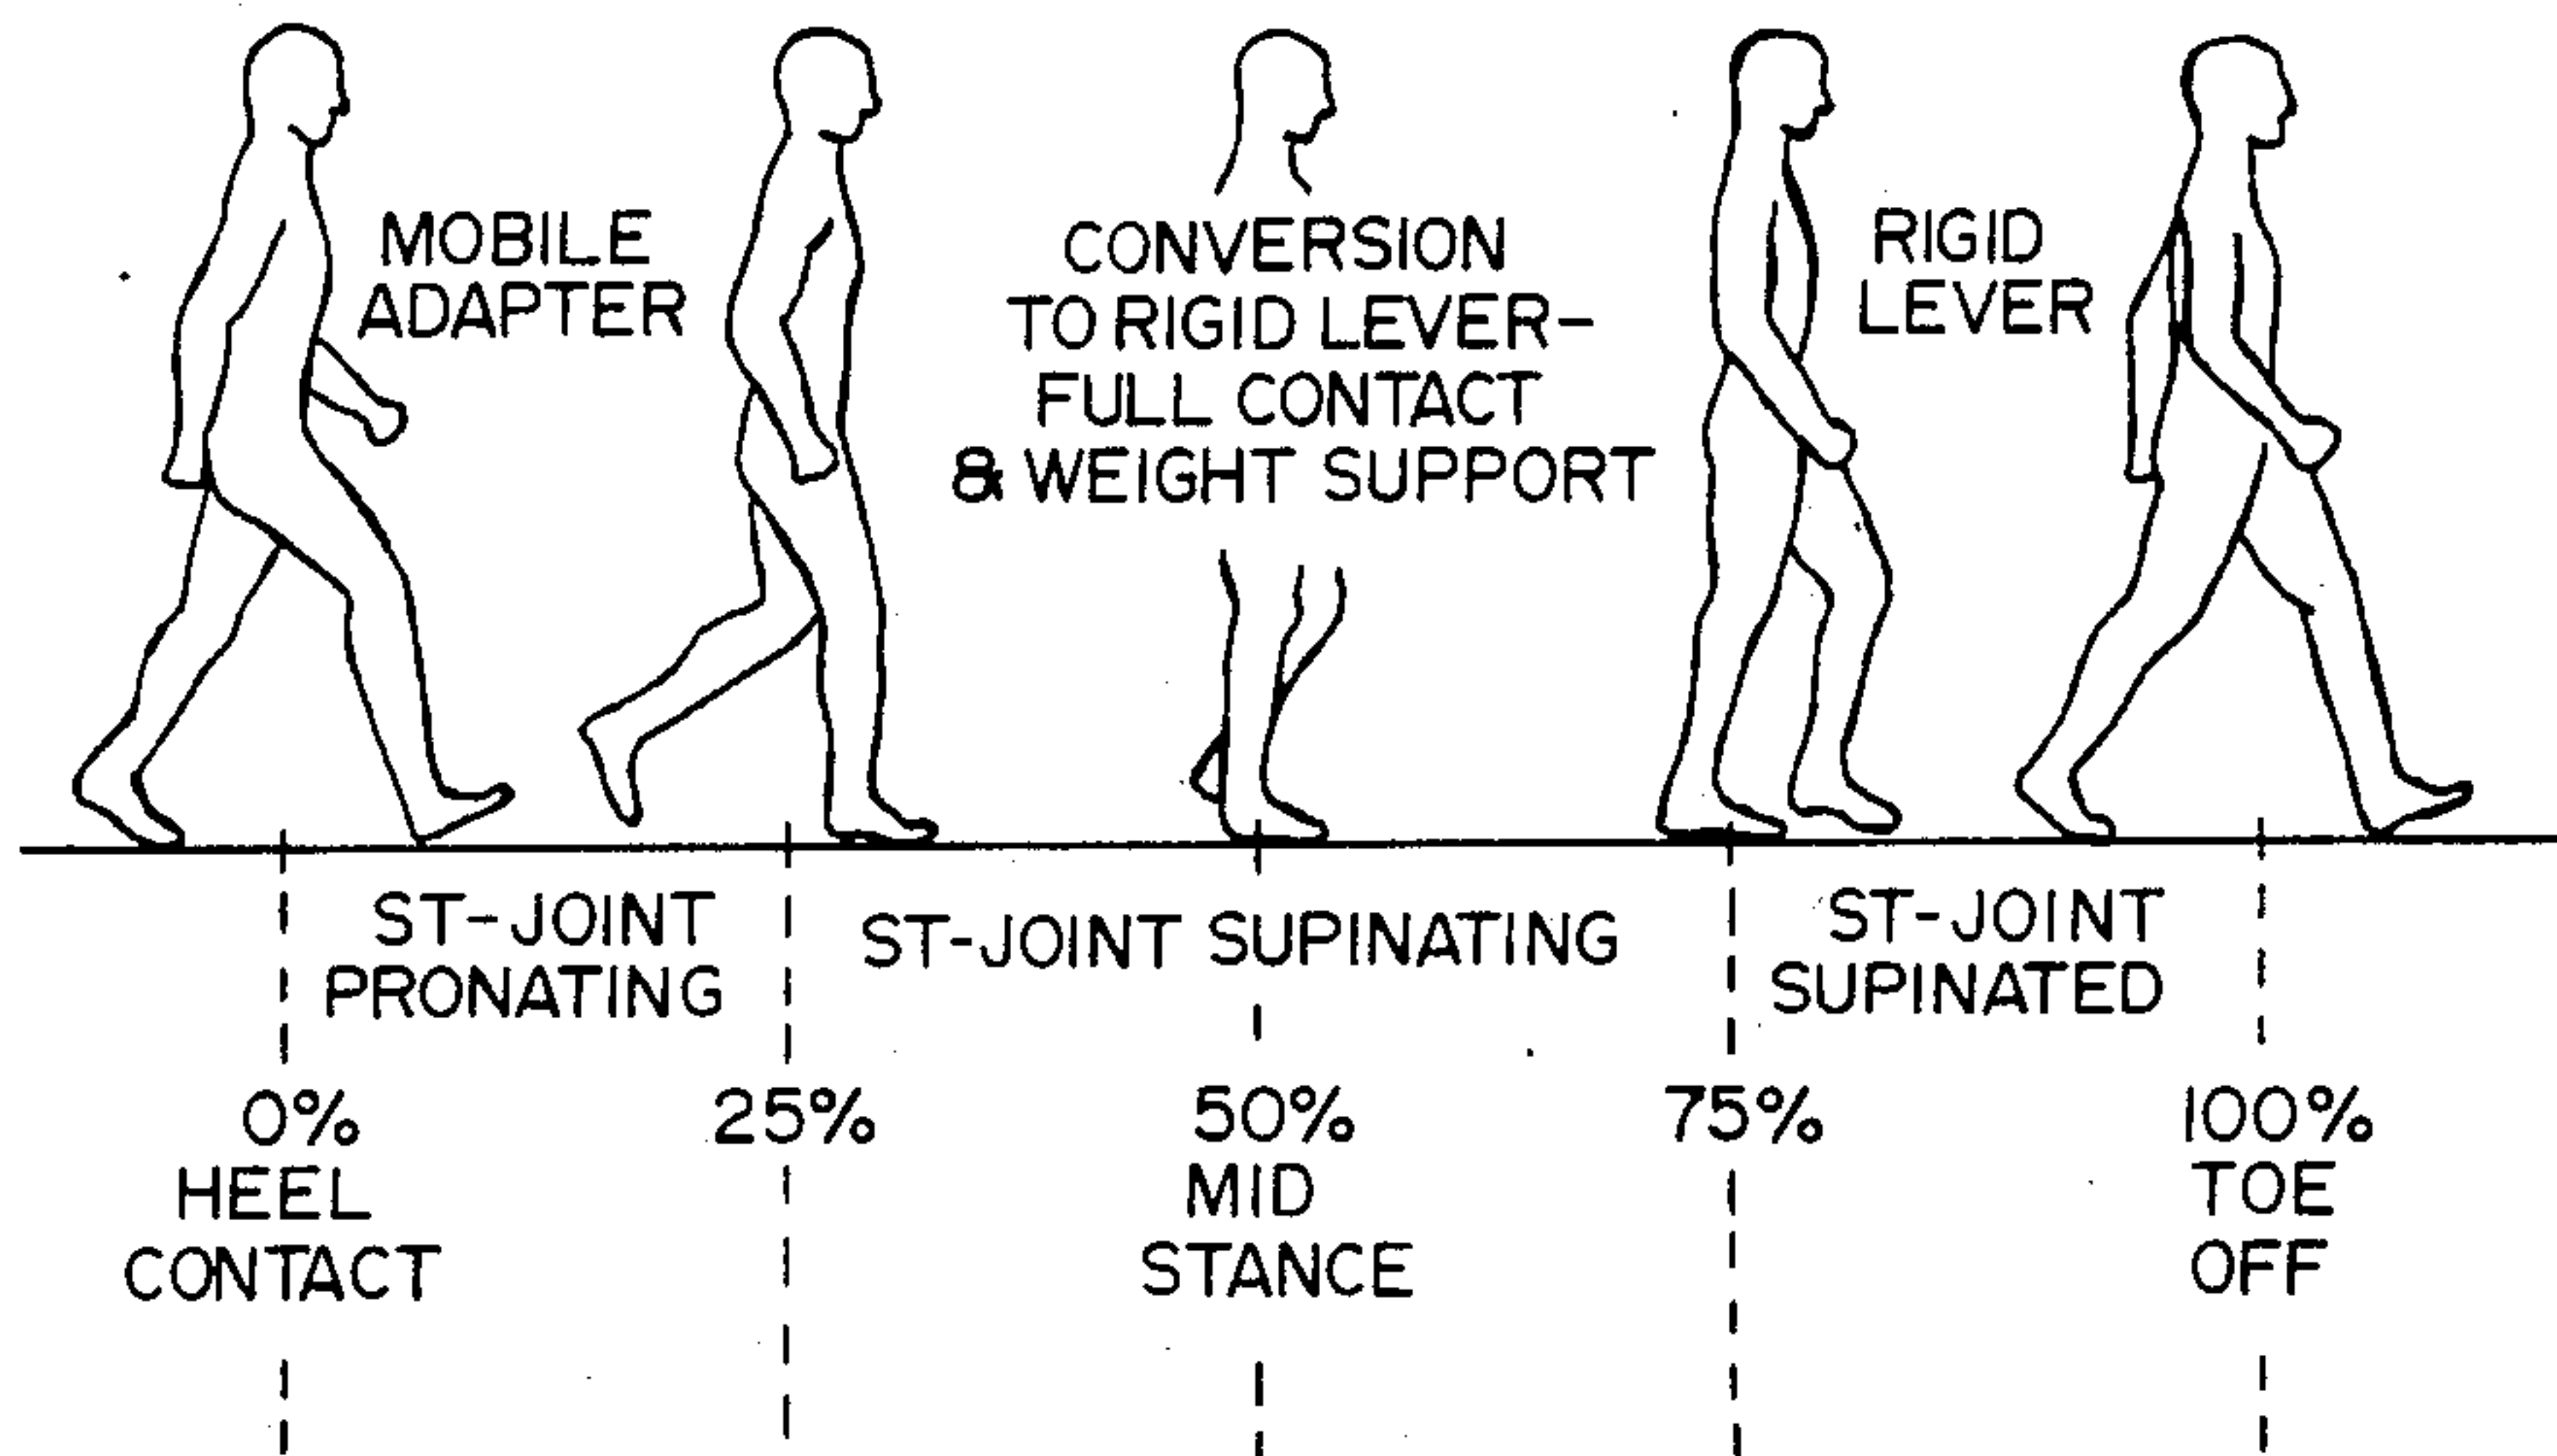 MOBILE
ADAPTER
CONVERSION
TO RIGID LEVER-
FULL CONTACT
& WEIGHT SUPPORT
RIGID
LEVER
ST-JOINT
PRONATING
ST-JOINT SUPINATING
ST-JOINT
SUPINATED
0%
HEEL
CONTACT
25%
50%
MID
STANCE
75%
100%
TOE
OFF